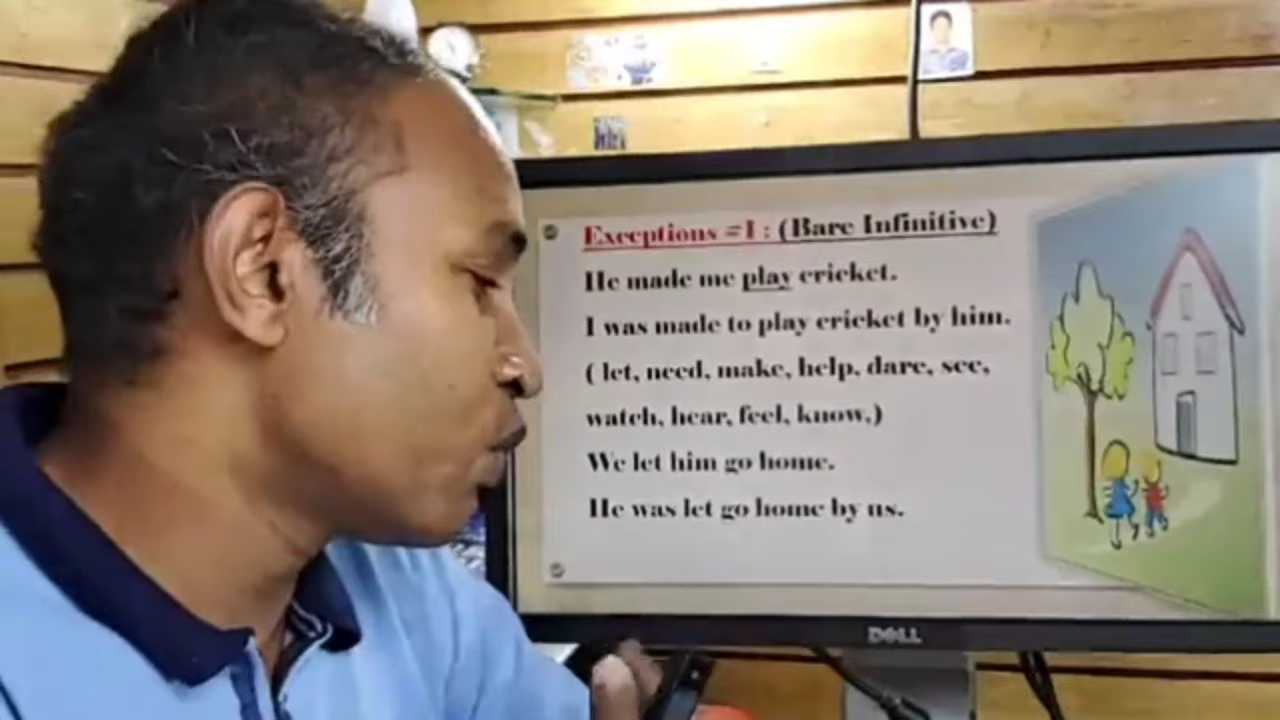 Exceptions =1 : (Bare Infinitive)
He made me play cricket.
I was made to play cricket by him.
( let, need, make, help, dare, see,
watch, hear, feel, know.)
We let him go home.
He was let go home by us.
DELL